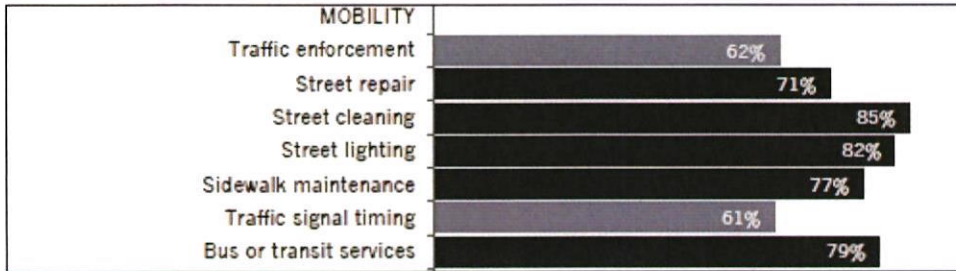 MOBILITY
Traffic enforcement 62%
Street repair 71%
Street cleaning 85%
Street lighting 82%
Sidewalk maintenance 77%
Traffic signal timing 61%
Bus or transit services 79%